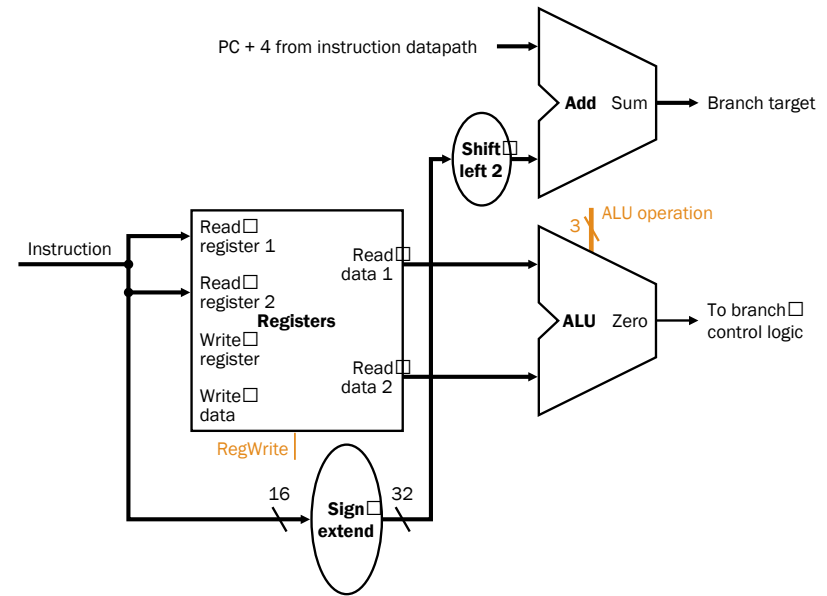 PC + 4 from instruction datapath
Add Sum
Branch target
Shift
left 2
ALU operation
3
Instruction
Read
register 1
Read
data 1
Read
register 2
Registers
ALU Zero
To branch
control logic
Write
register
Read
data 2
Write
data
RegWrite
16
32
Sign
extend